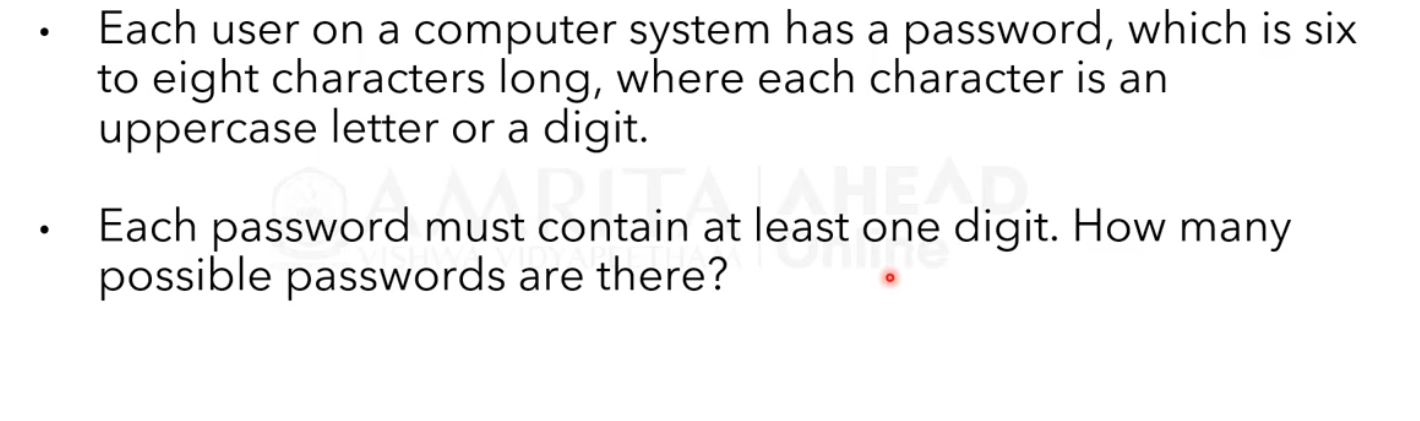 • Each user on a computer system has a password, which is six
to eight characters long, where each character is an
uppercase letter or a digit.
AMRITA AHEAD
• Each password must contain at least one digit. How many
VISHWA VIDYAPEETHAM Online
possible passwords are there?